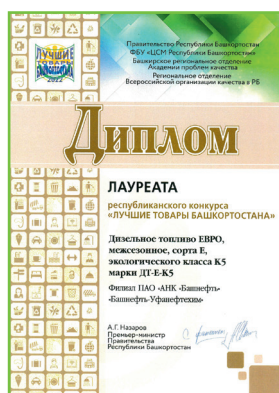 Правительство Республики Башкортостан
ФБУ «ЦСМ Республики Башкортостан»
Башкирское региональное отделение
Академии проблем качества
Региональное отделение
Всероссийской организации качества в РБ
ЛУЧШИЕ
ТОВАРЫ
БАШКОРТОСТАНА
2022
Диплом
ЛАУРЕАТА
республиканского конкурса
«ЛУЧШИЕ ТОВАРЫ БАШКОРТОСТАНА»
Дизельное топливо ЕВРО,
межсезонное, сорта Е,
экологического класса К5
марки ДТ-Е-К5
Филиал ПАО «АНК «Башнефть»
«Башнефть-Уфанефтехим»
А.Г. Назаров
Премьер-министр
Правительства
Республики Башкортостан